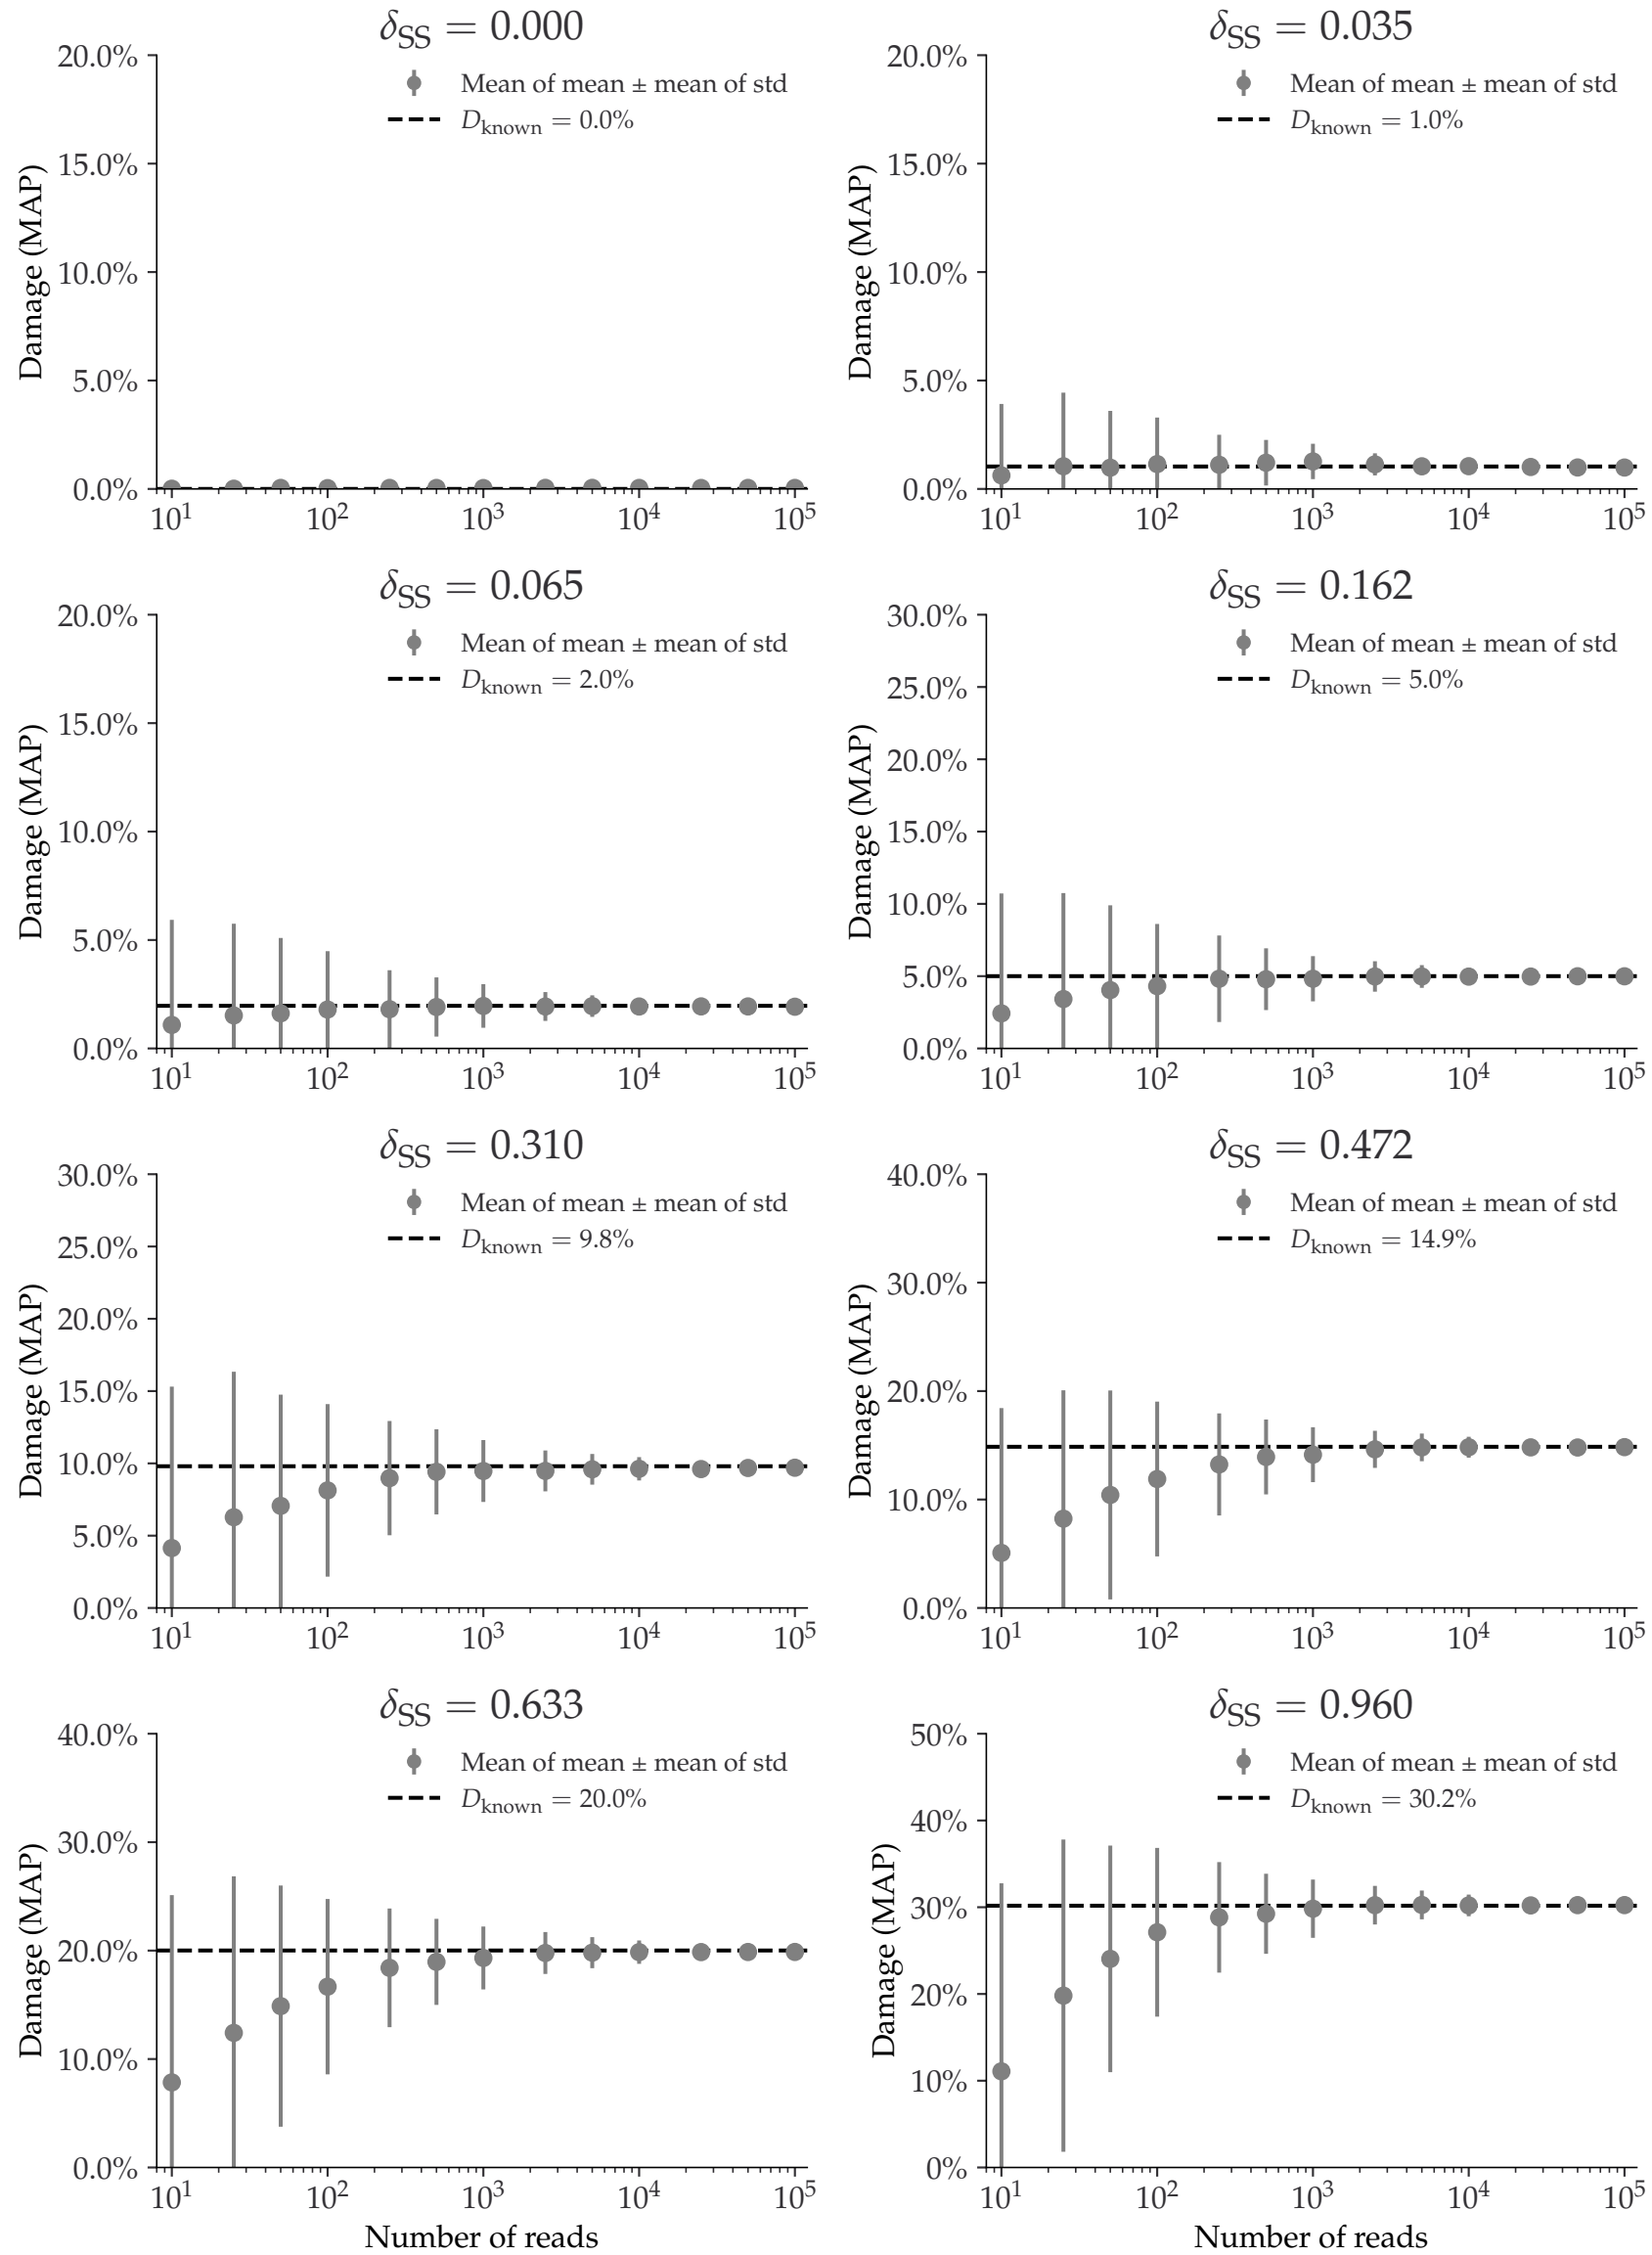 δSS = 0.000
20.0%
15.0%
10.0%
5.0%
0.0%
Damage (MAP)
Mean of mean ± mean of std
Dknown = 0.0%
10¹ 10² 10³ 10⁴ 10⁵
δSS = 0.035
20.0%
15.0%
10.0%
5.0%
0.0%
Damage (MAP)
Mean of mean ± mean of std
Dknown = 1.0%
10¹ 10² 10³ 10⁴ 10⁵
δSS = 0.065
20.0%
15.0%
10.0%
5.0%
0.0%
Damage (MAP)
Mean of mean ± mean of std
Dknown = 2.0%
10¹ 10² 10³ 10⁴ 10⁵
δSS = 0.162
30.0%
25.0%
20.0%
15.0%
10.0%
5.0%
0.0%
Damage (MAP)
Mean of mean ± mean of std
Dknown = 5.0%
10¹ 10² 10³ 10⁴ 10⁵
δSS = 0.310
30.0%
25.0%
20.0%
15.0%
10.0%
5.0%
0.0%
Damage (MAP)
Mean of mean ± mean of std
Dknown = 9.8%
10¹ 10² 10³ 10⁴ 10⁵
δSS = 0.472
40.0%
30.0%
20.0%
10.0%
0.0%
Damage (MAP)
Mean of mean ± mean of std
Dknown = 14.9%
10¹ 10² 10³ 10⁴ 10⁵
δSS = 0.633
40.0%
30.0%
20.0%
10.0%
0.0%
Damage (MAP)
Mean of mean ± mean of std
Dknown = 20.0%
10¹ 10² 10³ 10⁴ 10⁵
Number of reads
δSS = 0.960
50%
40%
30%
20%
10%
0%
Damage (MAP)
Mean of mean ± mean of std
Dknown = 30.2%
10¹ 10² 10³ 10⁴ 10⁵
Number of reads